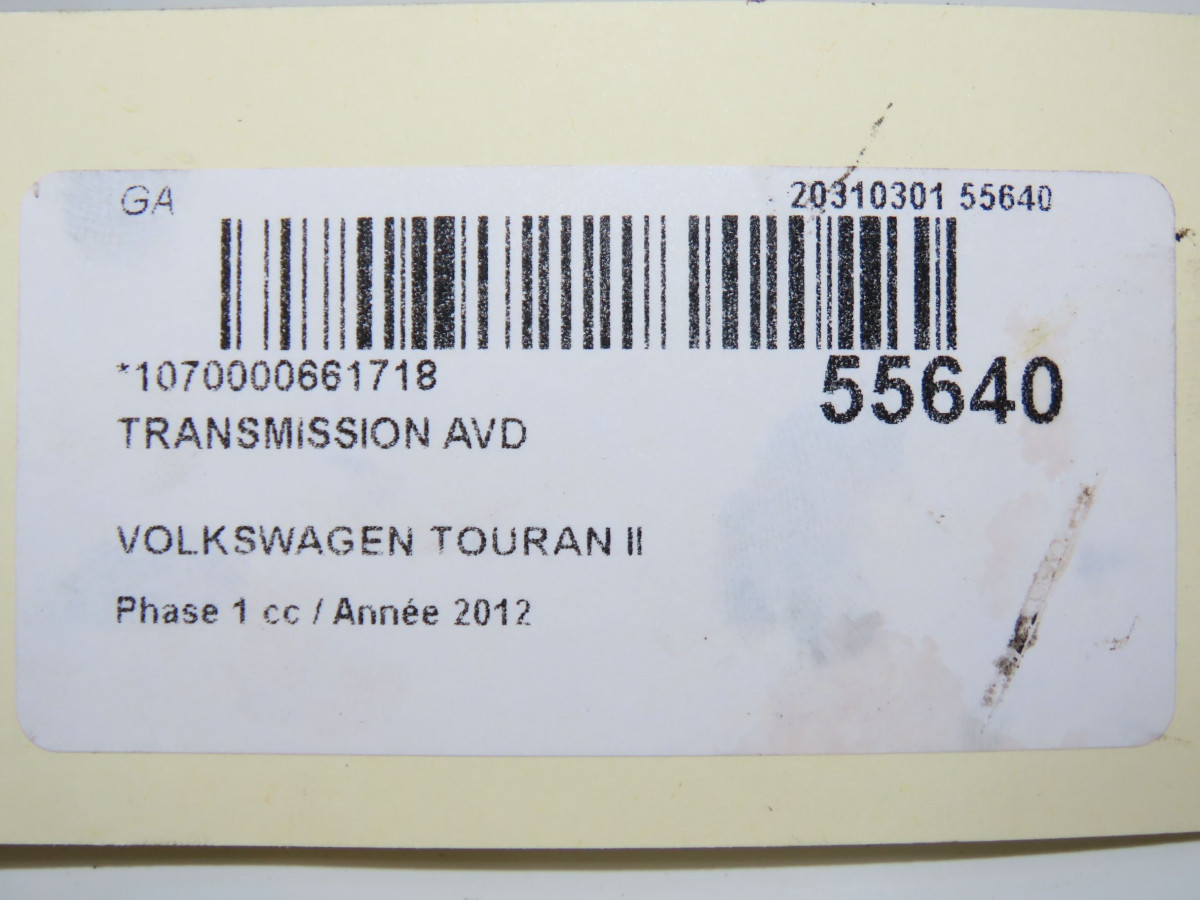 GA 20310301 55640
*1070000661718 55640
TRANSMISSION AVD
VOLKSWAGEN TOURAN II
Phase 1 cc / Année 2012